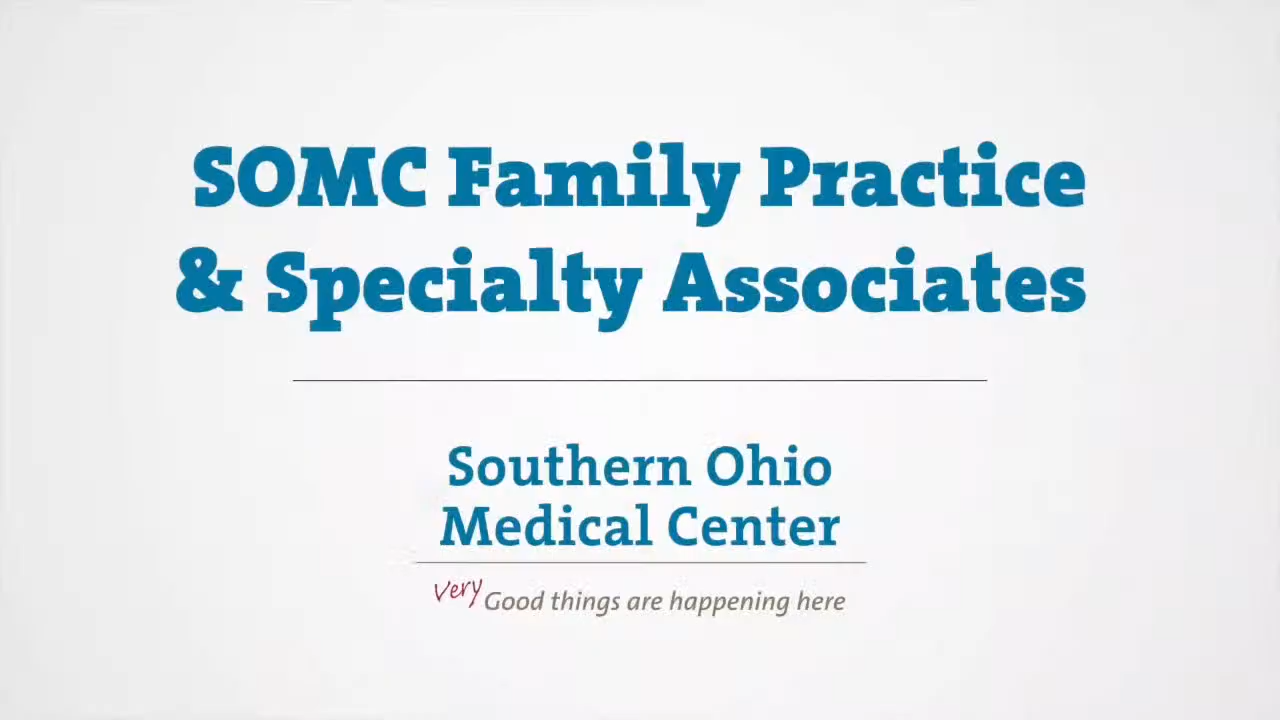 SOMC Family Practice
& Specialty Associates
Southern Ohio
Medical Center
very Good things are happening here